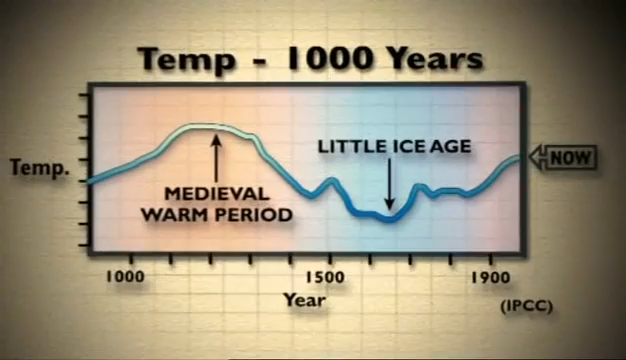 Temp - 1000 Years
LITTLE ICE AGE
NOW
Temp.
MEDIEVAL
WARM PERIOD
1000
1500
1900
Year
(IPCC)